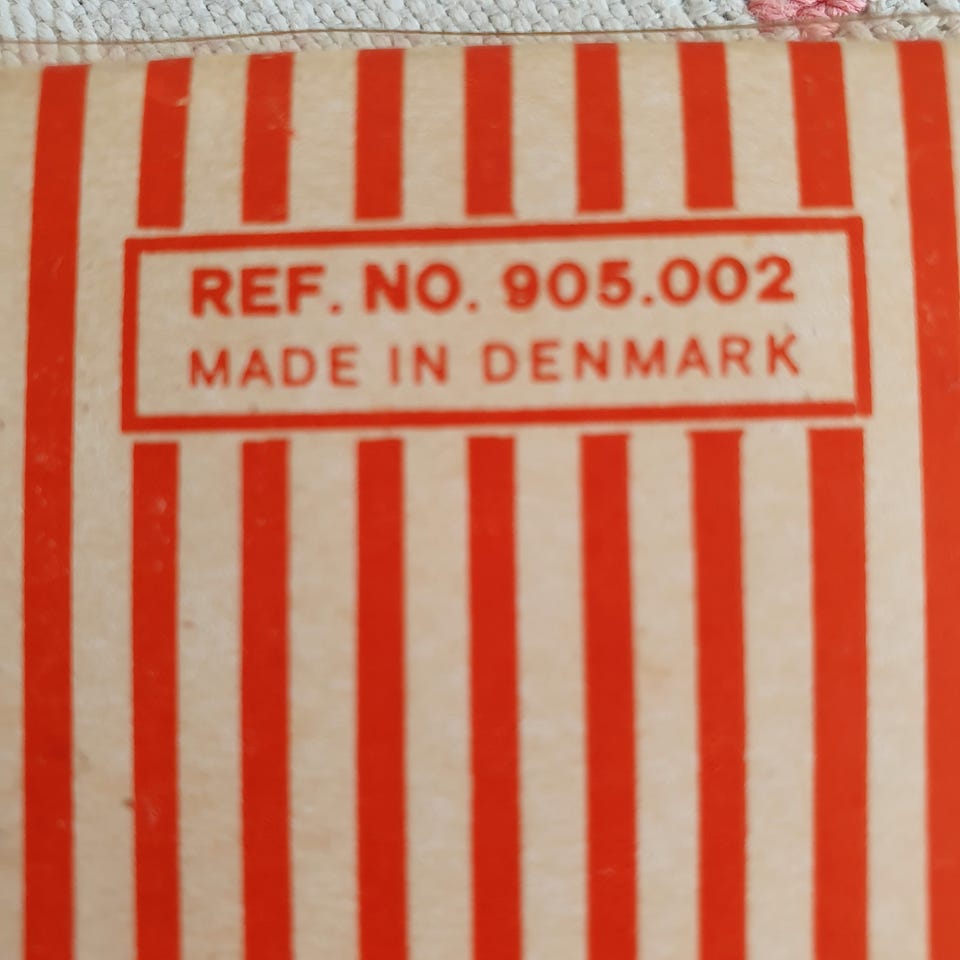 REF. NO. 905.002
MADE IN DENMARK